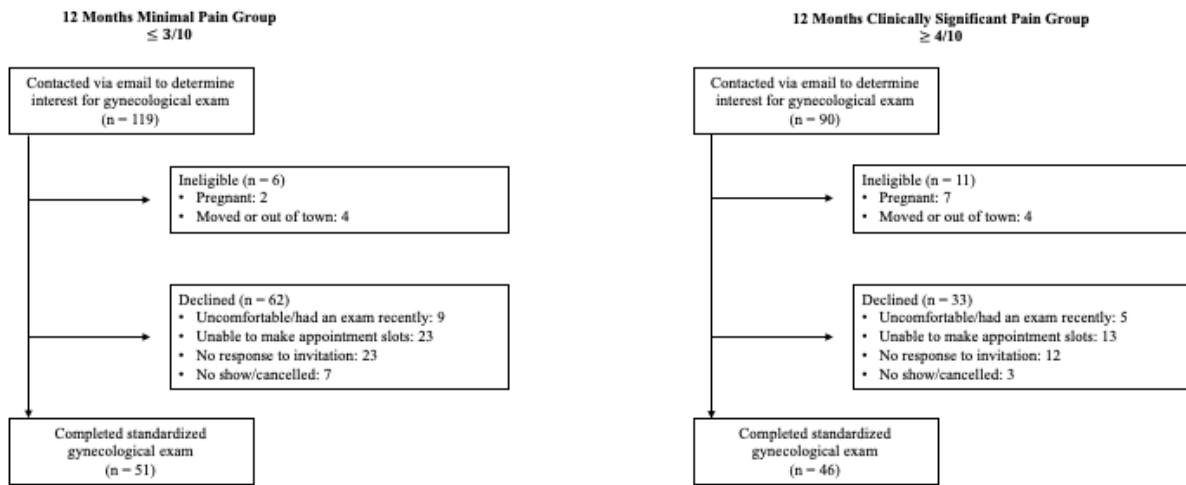 12 Months Minimal Pain Group
≤ 3/10
Contacted via email to determine
interest for gynecological exam
(n = 119)
Ineligible (n = 6)
• Pregnant: 2
• Moved or out of town: 4
Declined (n = 62)
• Uncomfortable/had an exam recently: 9
• Unable to make appointment slots: 23
• No response to invitation: 23
• No show/cancelled: 7
Completed standardized
gynecological exam
(n = 51)
12 Months Clinically Significant Pain Group
≥ 4/10
Contacted via email to determine
interest for gynecological exam
(n = 90)
Ineligible (n = 11)
• Pregnant: 7
• Moved or out of town: 4
Declined (n = 33)
• Uncomfortable/had an exam recently: 5
• Unable to make appointment slots: 13
• No response to invitation: 12
• No show/cancelled: 3
Completed standardized
gynecological exam
(n = 46)